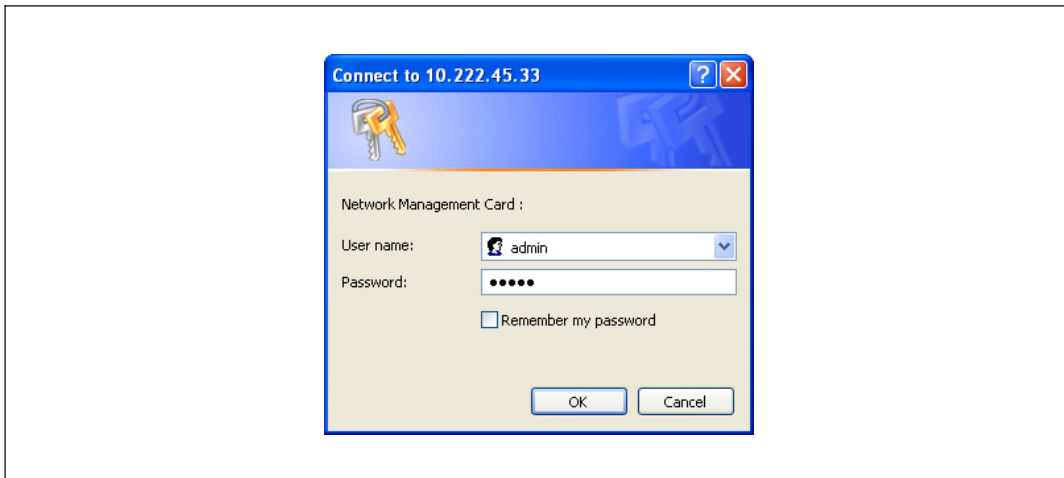 Connect to 10.222.45.33
Network Management Card :
User name:
admin
Password:
•••••
Remember my password
OK
Cancel